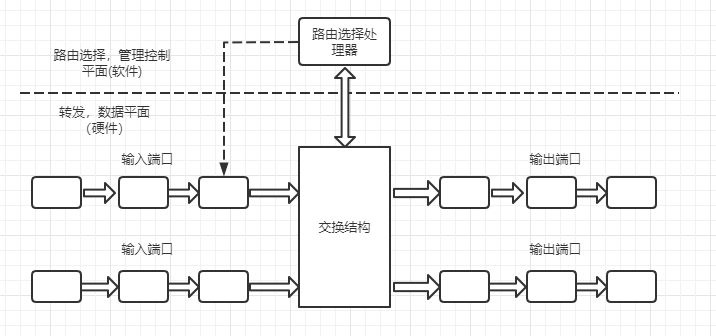 路由选择处
理器
路由选择，管理控制
平面(软件)
转发，数据平面
（硬件）
输入端口
输出端口
交换结构
输入端口
输出端口